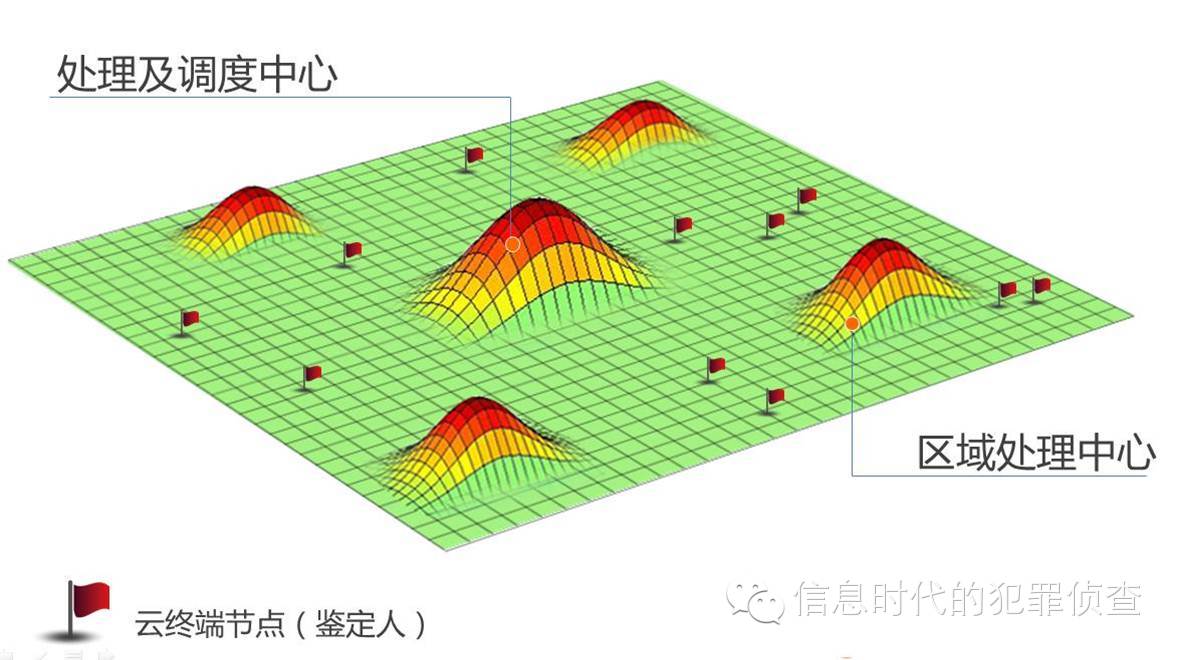 处理及调度中心
区域处理中心
云终端节点（鉴定人）
信息时代的犯罪侦查